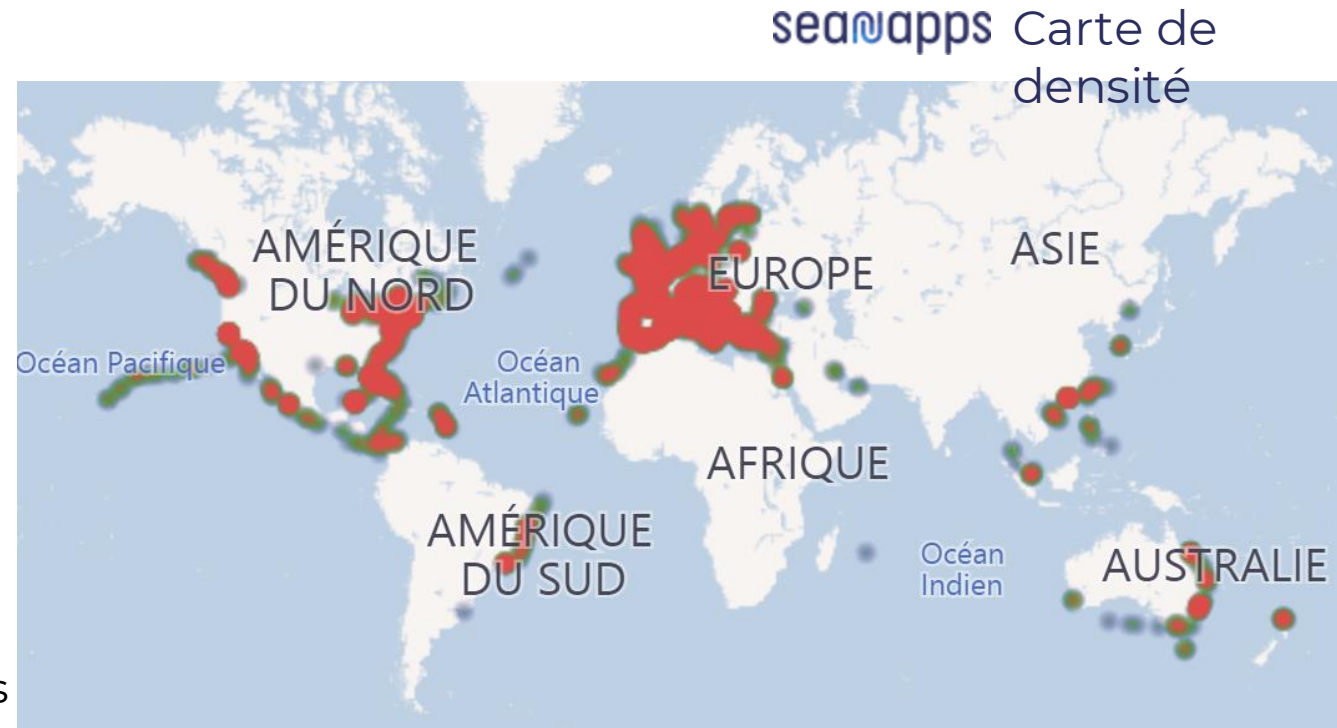 seanapps Carte de
densité
AMÉRIQUE
DU NORD
EUROPE
ASIE
Océan Pacifique
Océan
Atlantique
AFRIQUE
AMÉRIQUE
DU SUD
Océan
Indien
AUSTRALIE
s